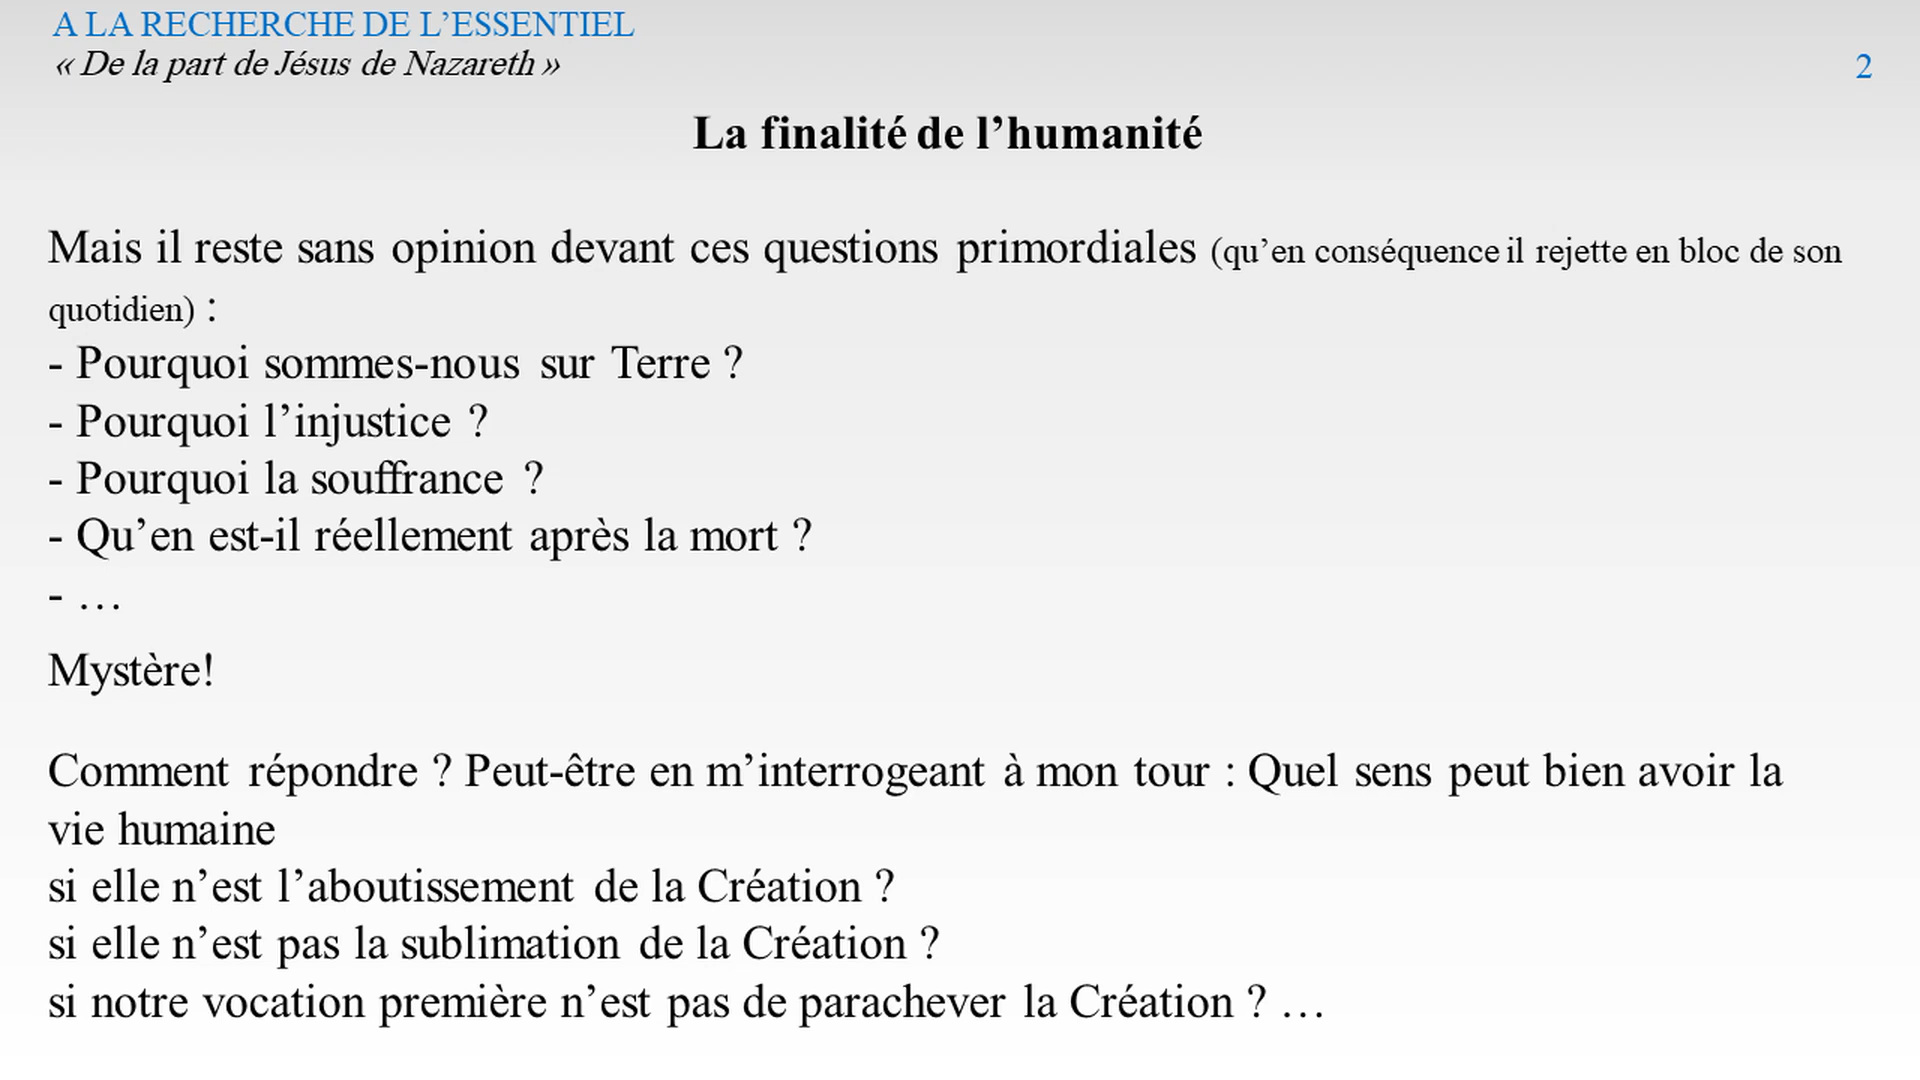 A LA RECHERCHE DE L’ESSENTIEL
« De la part de Jésus de Nazareth »
2
La finalité de l’humanité
Mais il reste sans opinion devant ces questions primordiales (qu’en conséquence il rejette en bloc de son
quotidien) :
- Pourquoi sommes-nous sur Terre ?
- Pourquoi l’injustice ?
- Pourquoi la souffrance ?
- Qu’en est-il réellement après la mort ?
- …
Mystère!
Comment répondre ? Peut-être en m’interrogeant à mon tour : Quel sens peut bien avoir la
vie humaine
si elle n’est l’aboutissement de la Création ?
si elle n’est pas la sublimation de la Création ?
si notre vocation première n’est pas de parachever la Création ? …